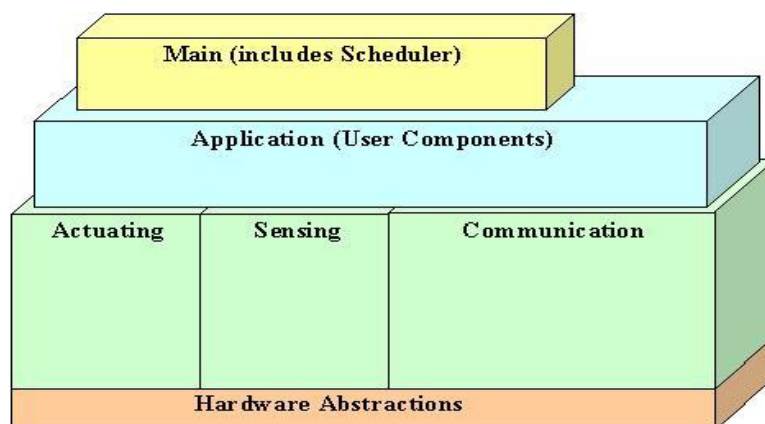 Main (includes Scheduler)
Application (User Components)
Actuating
Sensing
Communication
Hardware Abstractions